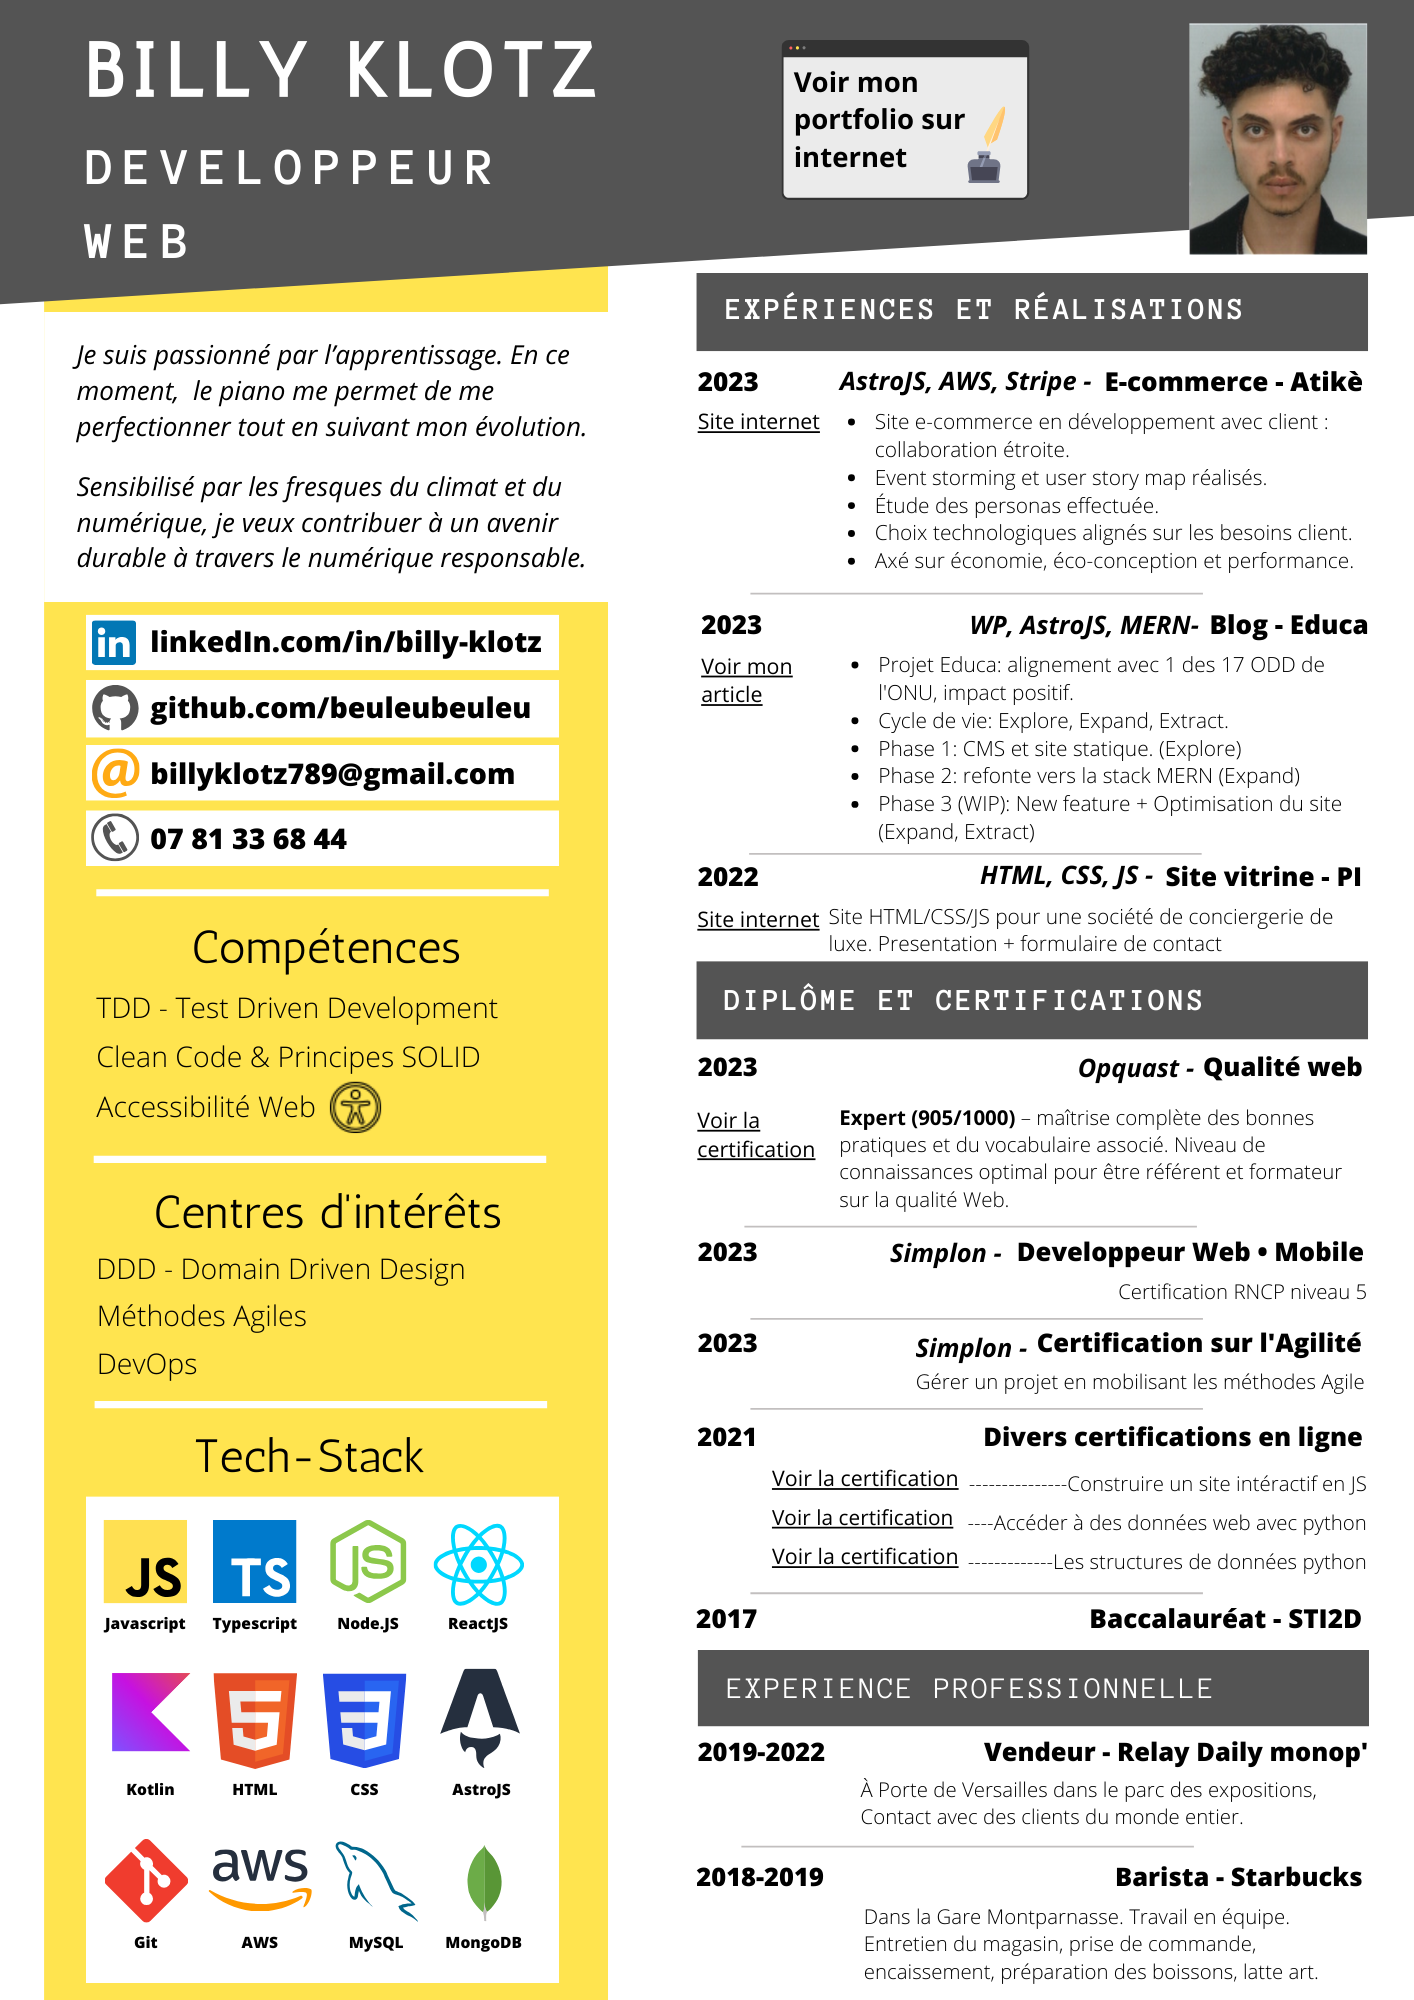 BILLY KLOTZ
DEVELOPPEUR
WEB
Voir mon
portfolio sur
internet
Je suis passionné par l’apprentissage. En ce
moment,  le piano me permet de me
perfectionner tout en suivant mon évolution.
Sensibilisé par les fresques du climat et du
numérique, je veux contribuer à un avenir
durable à travers le numérique responsable.
in linkedIn.com/in/billy-klotz
github.com/beuleubeuleu
@ billyklotz789@gmail.com
07 81 33 68 44
Compétences
TDD - Test Driven Development
Clean Code & Principes SOLID
Accessibilité Web
Centres d'intérêts
DDD - Domain Driven Design
Méthodes Agiles
DevOps
Tech-Stack
JS TS JS
Javascript Typescript Node.JS ReactJS
5 3
Kotlin HTML CSS AstroJS
aws
Git AWS MySQL MongoDB
EXPÉRIENCES ET RÉALISATIONS
2023 AstroJS, AWS, Stripe - E-commerce - Atikè
Site internet
• Site e-commerce en développement avec client :
collaboration étroite.
• Event storming et user story map réalisés.
• Étude des personas effectuée.
• Choix technologiques alignés sur les besoins client.
• Axé sur économie, éco-conception et performance.
2023 WP, AstroJS, MERN- Blog - Educa
Voir mon
article
• Projet Educa: alignement avec 1 des 17 ODD de
l'ONU, impact positif.
• Cycle de vie: Explore, Expand, Extract.
• Phase 1: CMS et site statique. (Explore)
• Phase 2: refonte vers la stack MERN (Expand)
• Phase 3 (WIP): New feature + Optimisation du site
(Expand, Extract)
2022 HTML, CSS, JS - Site vitrine - PI
Site internet
Site HTML/CSS/JS pour une société de conciergerie de
luxe. Presentation + formulaire de contact
DIPLÔME ET CERTIFICATIONS
2023 Opquast - Qualité web
Voir la
certification
Expert (905/1000) – maîtrise complète des bonnes
pratiques et du vocabulaire associé. Niveau de
connaissances optimal pour être référent et formateur
sur la qualité Web.
2023 Simplon - Developpeur Web • Mobile
Certification RNCP niveau 5
2023 Simplon - Certification sur l'Agilité
Gérer un projet en mobilisant les méthodes Agile
2021 Divers certifications en ligne
Voir la certification ---------------Construire un site intéractif en JS
Voir la certification ----Accéder à des données web avec python
Voir la certification -------------Les structures de données python
2017 Baccalauréat - STI2D
EXPERIENCE PROFESSIONNELLE
2019-2022 Vendeur - Relay Daily monop'
À Porte de Versailles dans le parc des expositions,
Contact avec des clients du monde entier.
2018-2019 Barista - Starbucks
Dans la Gare Montparnasse. Travail en équipe.
Entretien du magasin, prise de commande,
encaissement, préparation des boissons, latte art.